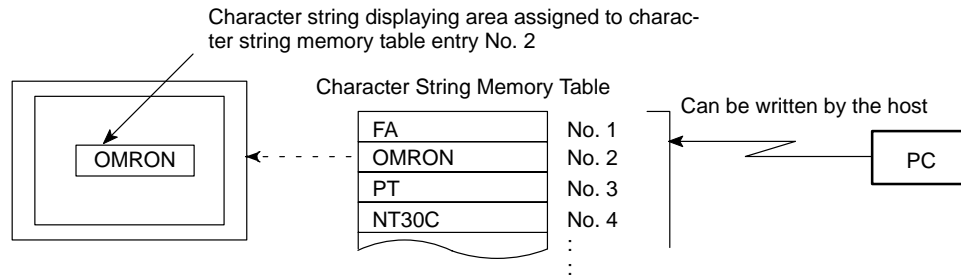 Character string displaying area assigned to charac-
ter string memory table entry No. 2
Character String Memory Table
Can be written by the host
FA No. 1
OMRON OMRON No. 2 PC
PT No. 3
NT30C No. 4
:
: